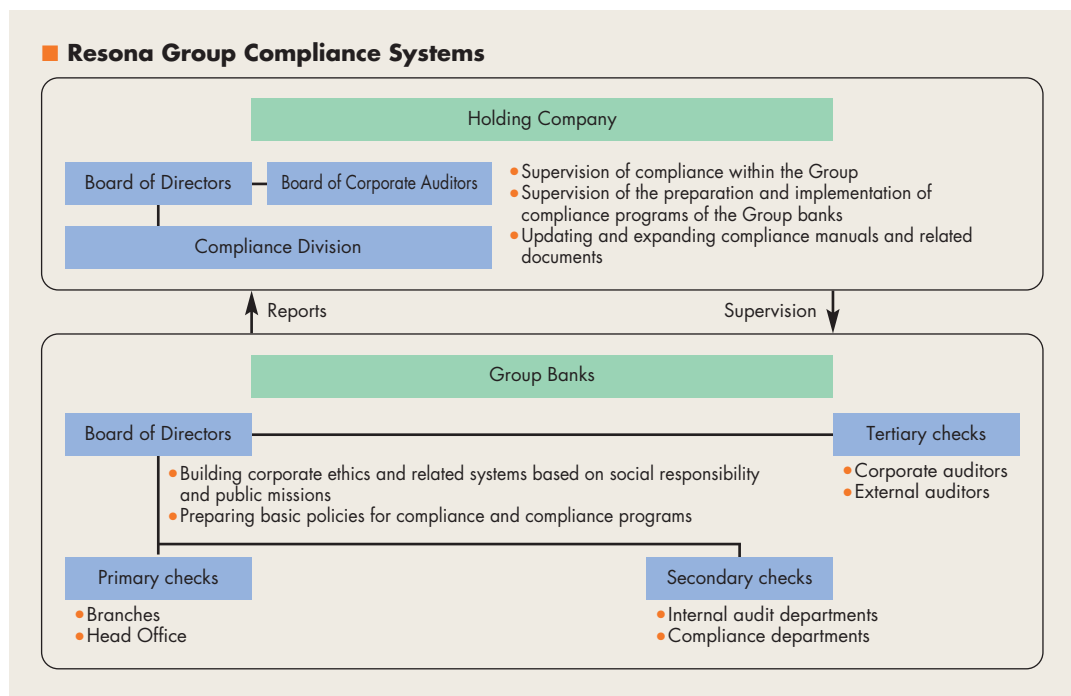 Resona Group Compliance Systems
Holding Company
Board of Directors
Board of Corporate Auditors
Compliance Division
Supervision of compliance within the Group
Supervision of the preparation and implementation of
compliance programs of the Group banks
Updating and expanding compliance manuals and related
documents
Reports
Supervision
Group Banks
Board of Directors
Tertiary checks
Corporate auditors
External auditors
Building corporate ethics and related systems based on social responsibility
and public missions
Preparing basic policies for compliance and compliance programs
Primary checks
Branches
Head Office
Secondary checks
Internal audit departments
Compliance departments